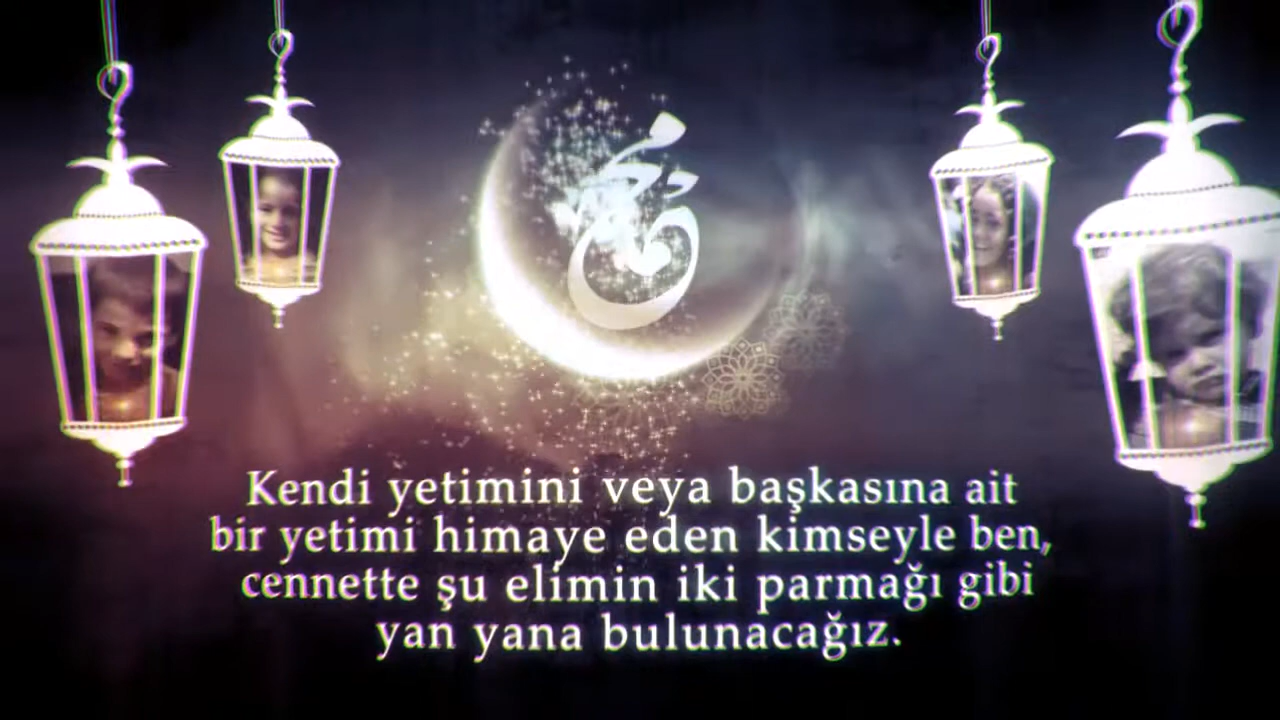 محمد
Kendi yetimini veya başkasına ait
bir yetimi himaye eden kimseyle ben,
cennette şu elimin iki parmağı gibi
yan yana bulunacağız.